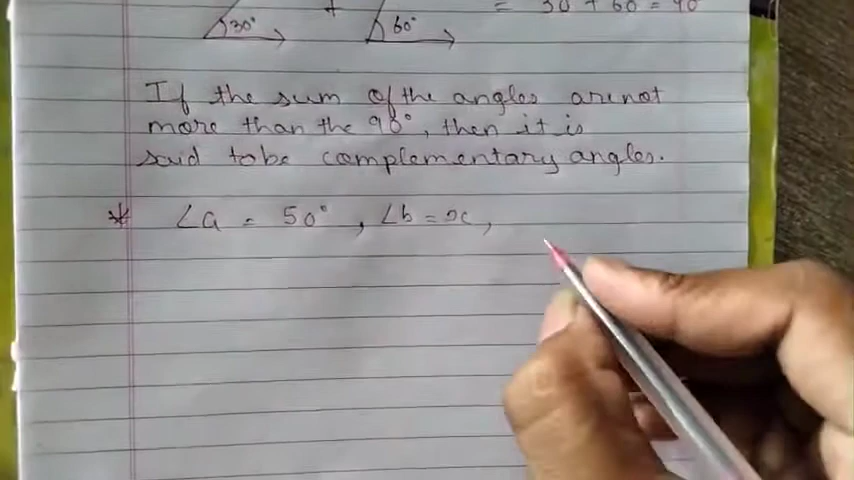 30° + 60° = 30 + 60 = 90
If the sum of the angles are not
more than the 90°, then it is
said to be complementary angles.
* ∠a = 50°, ∠b = x,